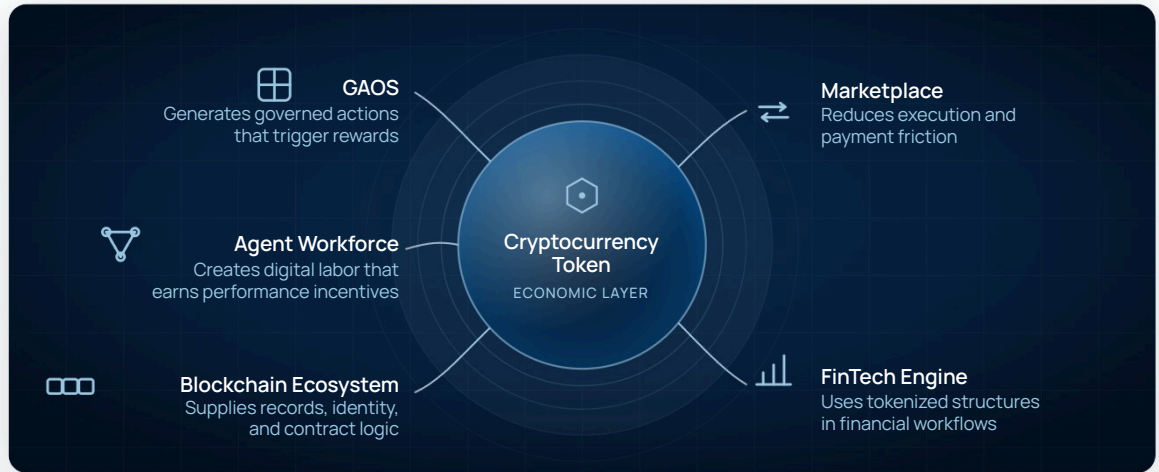 GAOS
Generates governed actions
that trigger rewards
Agent Workforce
Creates digital labor that
earns performance incentives
Blockchain Ecosystem
Supplies records, identity,
and contract logic
Cryptocurrency
Token
ECONOMIC LAYER
Marketplace
Reduces execution and
payment friction
FinTech Engine
Uses tokenized structures
in financial workflows